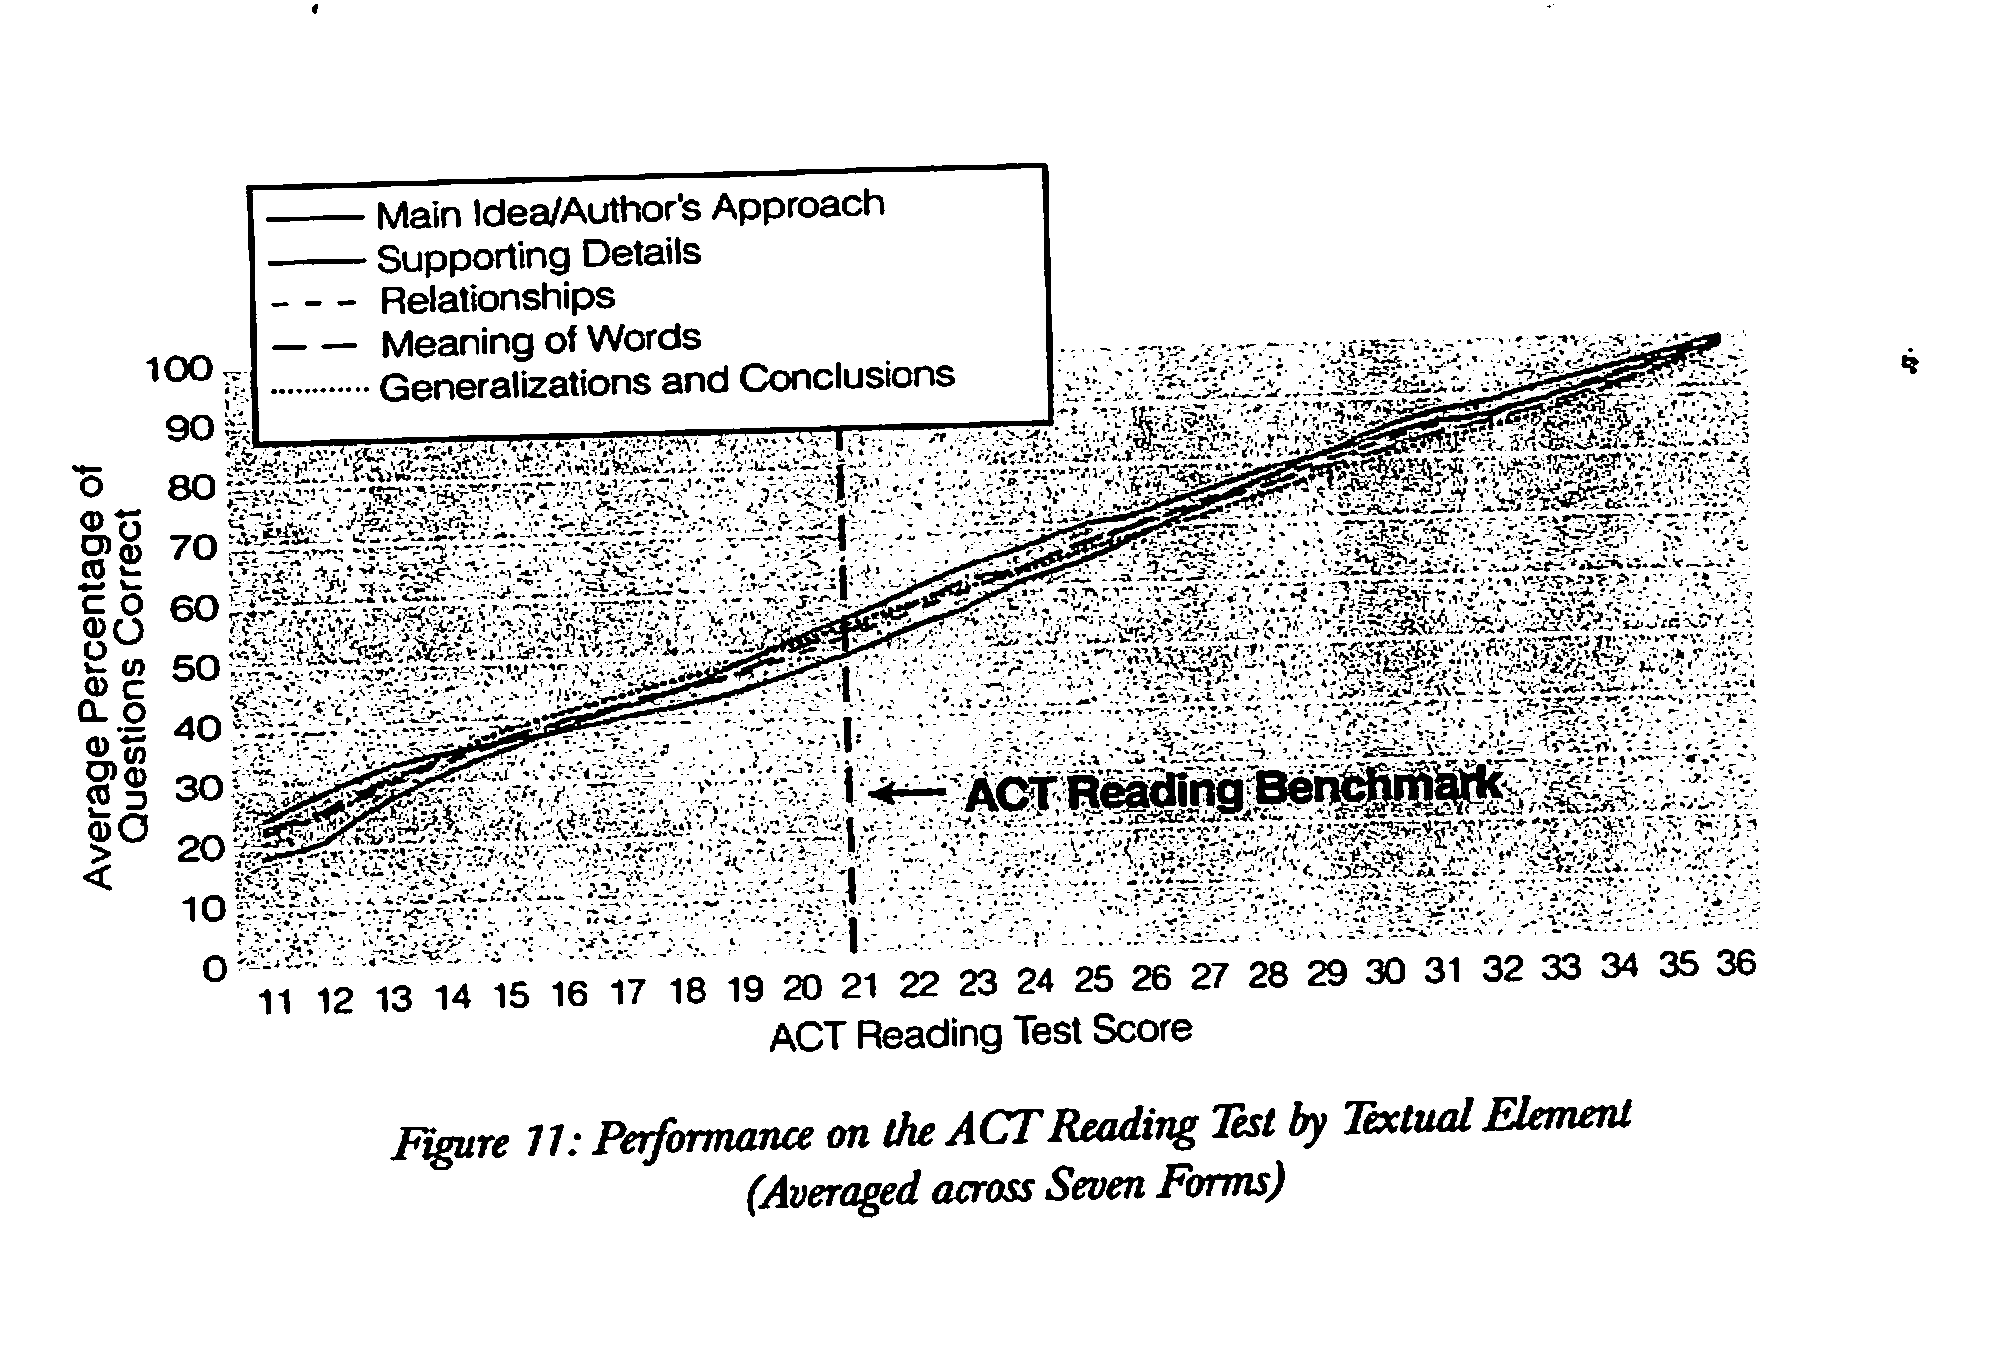 Main Idea/Author's Approach
Supporting Details
Relationships
Meaning of Words
Generalizations and Conclusions
100
90
80
70
60
50
40
30
20
10
0
Average Percentage of
Questions Correct
ACT Reading Benchmark
11 12 13 14 15 16 17 18 19 20 21 22 23 24 25 26 27 28 29 30 31 32 33 34 35 36
ACT Reading Test Score
Figure 11: Performance on the ACT Reading Test by Textual Element
(Averaged across Seven Forms)